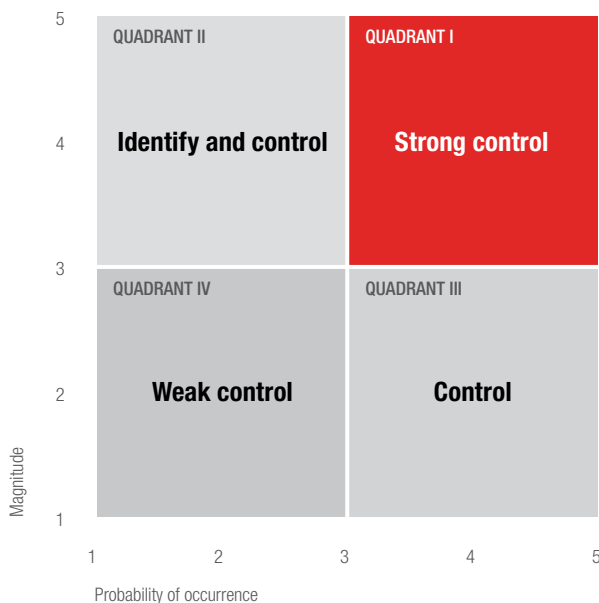 5
QUADRANT II
QUADRANT I
4
Identify and control
Strong control
3
QUADRANT IV
QUADRANT III
2
Weak control
Control
Magnitude
1
1
2
3
4
5
Probability of occurrence